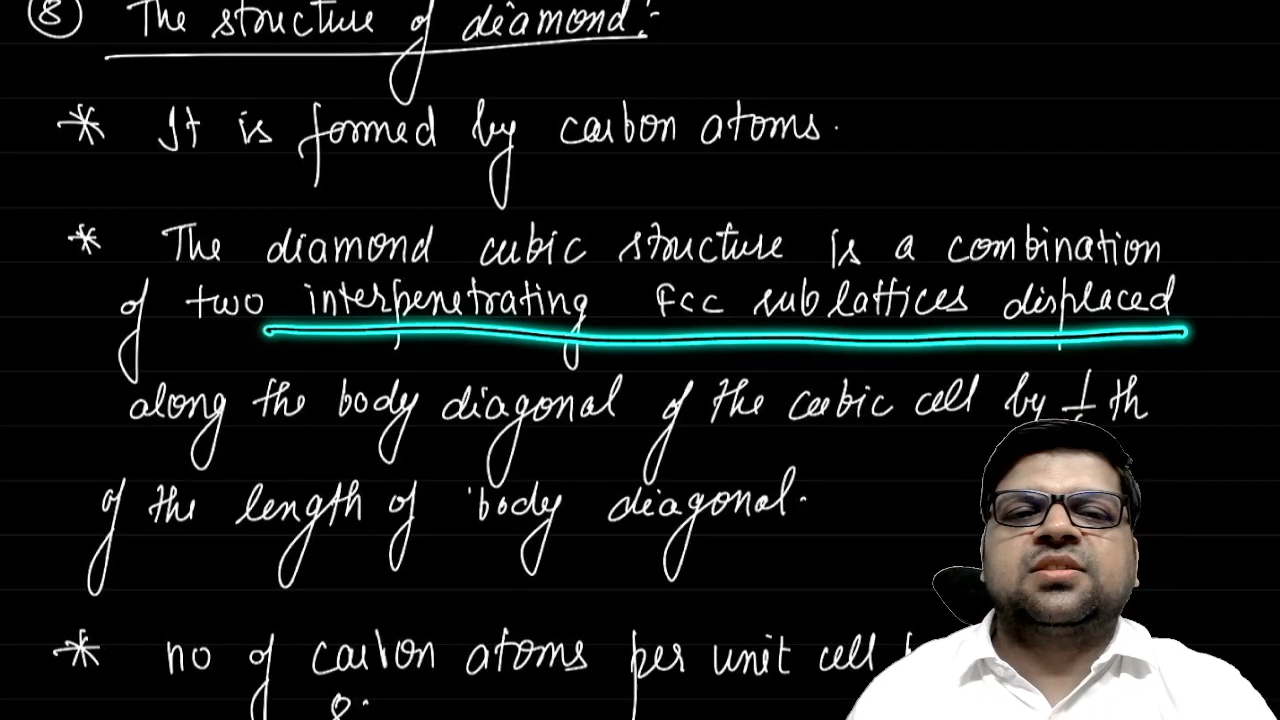 8 The structure of diamond:-
* It is formed by carbon atoms.
* The diamond cubic structure is a combination
of two interpenetrating Fcc sublattices displaced
along the body diagonal of the cubic cell by th
of the length of body diagonal.
* no of carbon atoms per unit cell
8.